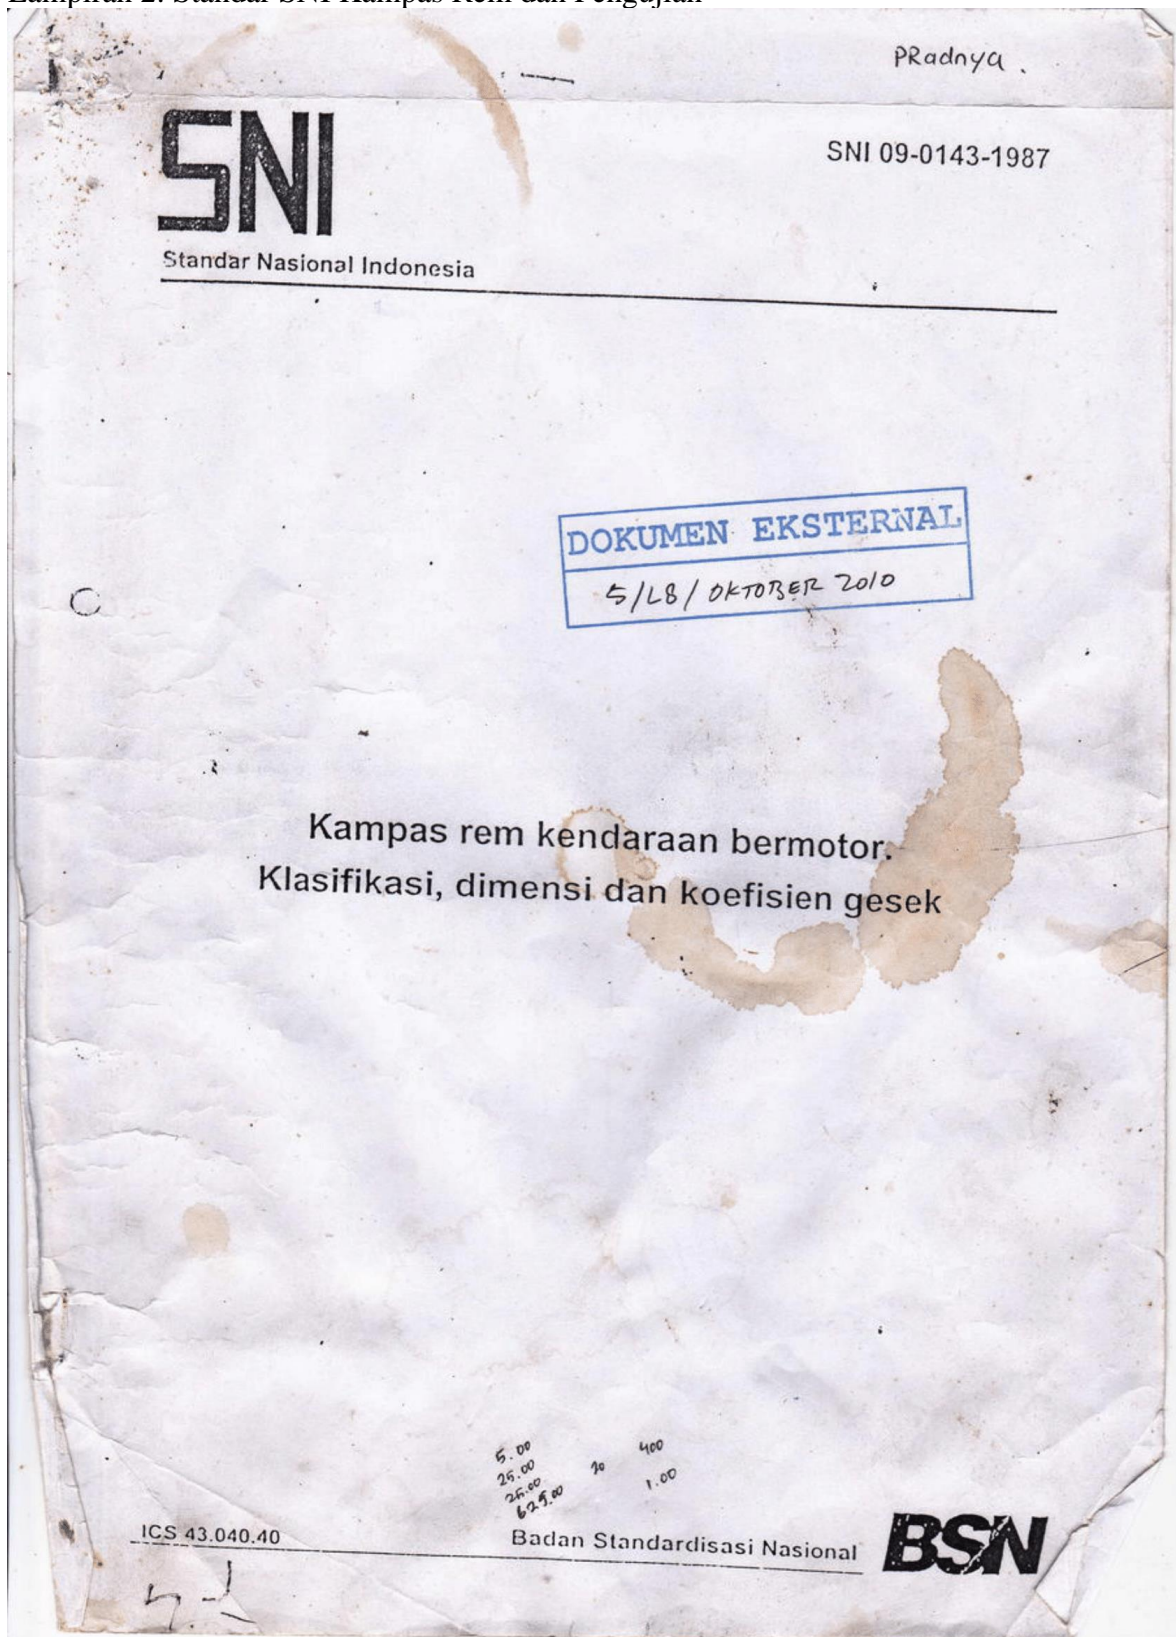 Lampiran 2. Standar SNI Kampas Rem dan Pengujian
PRadnya.
SNI
SNI 09-0143-1987
Standar Nasional Indonesia
DOKUMEN EKSTERNAL
5/L8/ OKTOBER 2010
Kampas rem kendaraan bermotor.
Klasifikasi, dimensi dan koefisien gesek
5.00
400
25.00
20
1.00
25.00
625.00
ICS 43.040.40
Badan Standardisasi Nasional
BSN